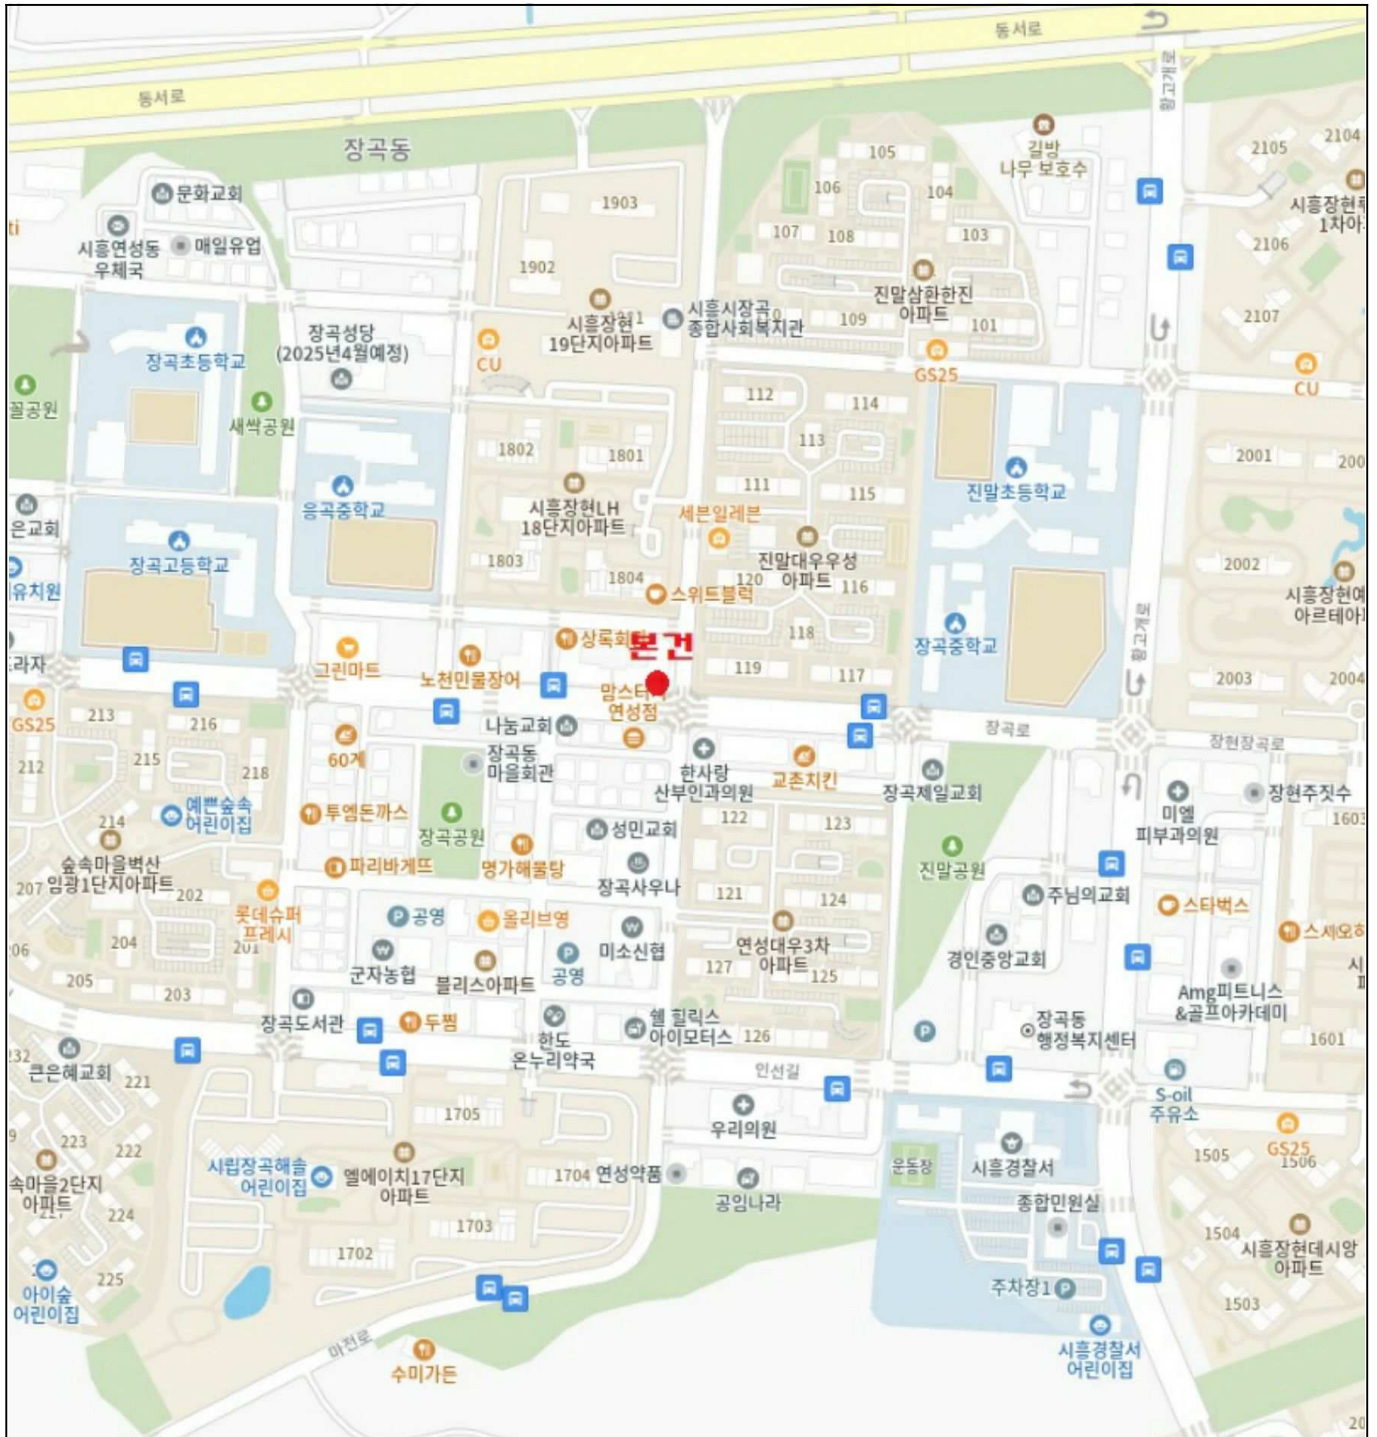 동서로
황고개로
동서로
장곡동
2105
2104
105
길방
나무 보호수
106
104
문화교회
1903
시흥연성동
우체국
매일유업
107
108
103
2106
1902
진말삼환한진
아파트
시흥장현
19단지아파트
시흥시장곡
종합사회복지관
109
101
2107
장곡초등학교
장곡성당
(2025년4월예정)
CU
GS25
CU
꼴공원
새싹공원
112
114
1802
1801
113
2001
응곡중학교
시흥장현LH
18단지아파트
111
115
진말초등학교
은교회
세븐일레븐
장곡고등학교
1803
진말대우우성
아파트
2002
유치원
1804
120
116
스위트블럭
118
황고개로
본건
장곡중학교
그린마트
노천민물장어
119
117
2003
2004
GS25
213
216
연성점
나눔교회
장곡로
장현장곡로
212
215
218
60계
장곡동
마을회관
한사랑
산부인과의원
교촌치킨
장곡제일교회
장현주짓수
214
예쁜숲속
어린이집
투엠돈까스
장곡공원
성민교회
122
123
미엘
피부과의원
1603
숲속마을벽산
임광1단지아파트
파리바게뜨
명가해물탕
장곡사우나
진말공원
207
202
121
124
주님의교회
롯데슈퍼
프레시
공영
올리브영
스타벅스
204
201
군자농협
블리스아파트
공영
미소신협
연성대우3차
아파트
경인중앙교회
205
203
127
125
Amg피트니스
&골프아카데미
장곡도서관
두찜
한도
온누리약국
쉘 힐릭스
아이모터스
126
장곡동
행정복지센터
1601
큰은혜교회
221
인선길
S-oil
주유소
1705
우리의원
GS25
223
222
시립장곡해솔
어린이집
엘에이치17단지
아파트
1704
연성약품
공임나라
운동장
시흥경찰서
1505
1506
속마을2단지
아파트
224
1703
종합민원실
1504
시흥장현데시앙
아파트
1702
225
아이숲
어린이집
주차장1
1503
마전로
수미가든
시흥경찰서
어린이집